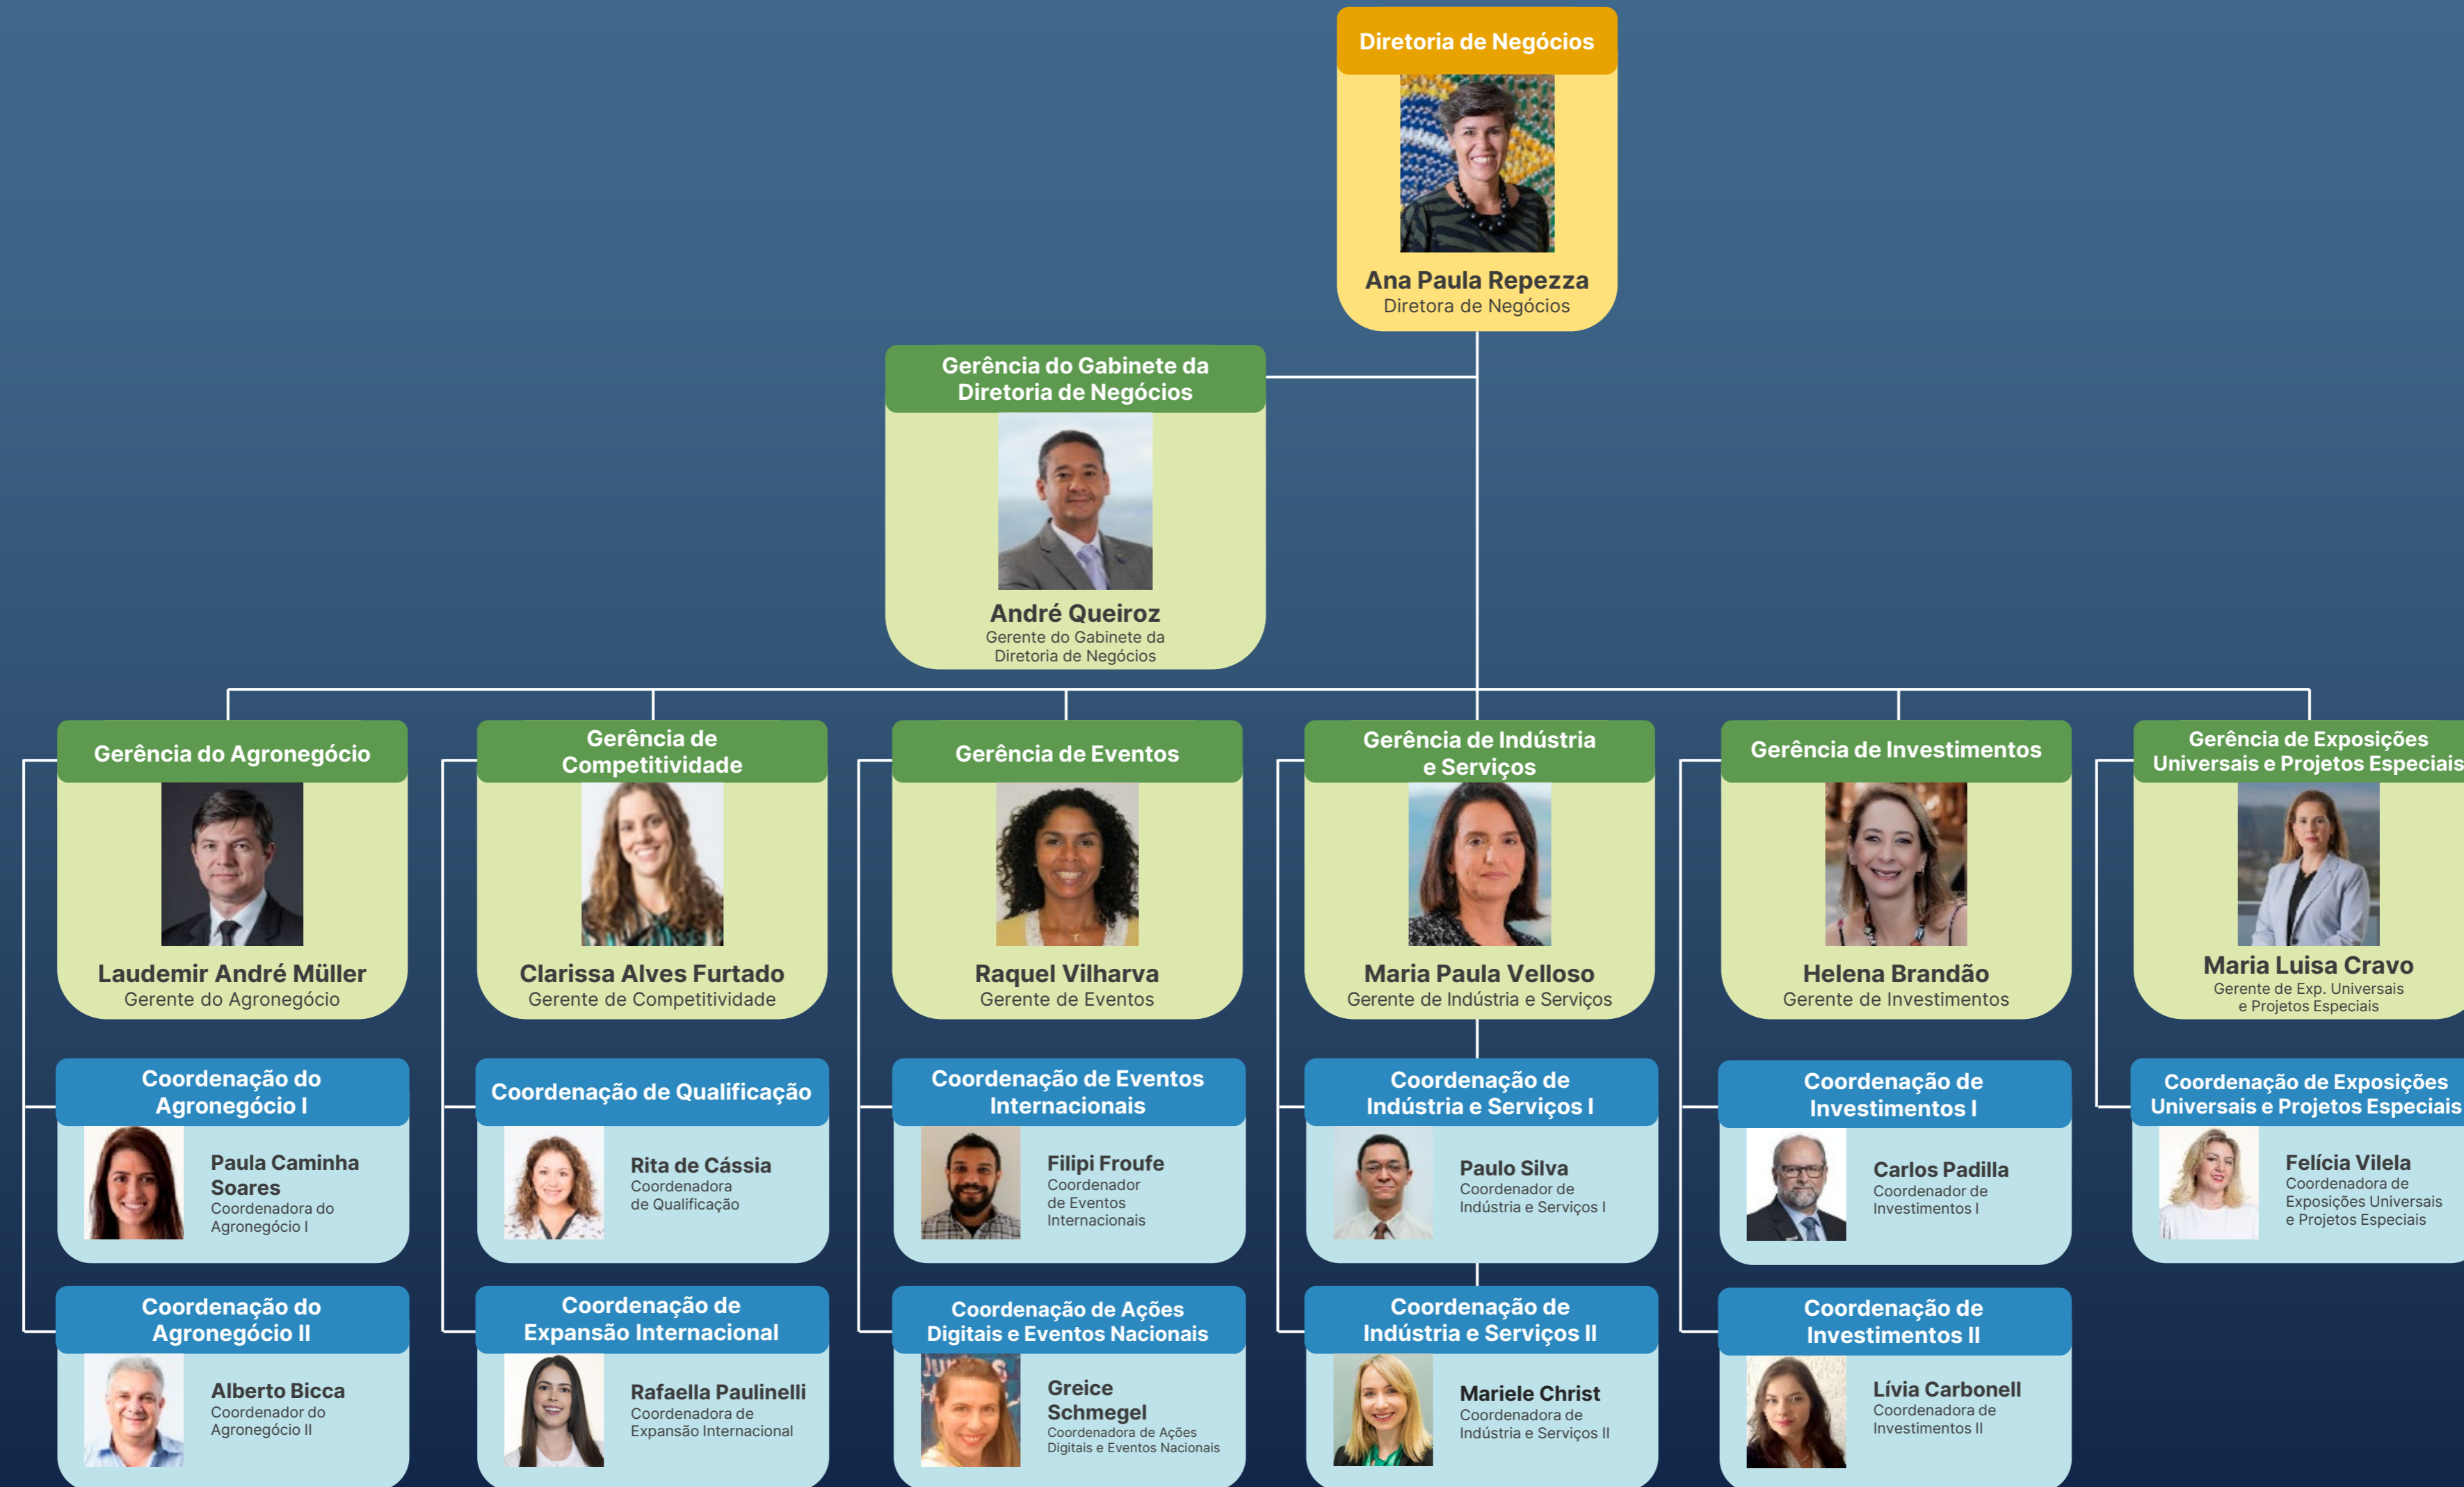 Diretoria de Negócios
Ana Paula Repezza
Diretora de Negócios
Gerência do Gabinete da
Diretoria de Negócios
André Queiroz
Gerente do Gabinete da
Diretoria de Negócios
Gerência do Agronegócio
Laudemir André Müller
Gerente do Agronegócio
Gerência de
Competitividade
Clarissa Alves Furtado
Gerente de Competitividade
Gerência de Eventos
Raquel Vilharva
Gerente de Eventos
Gerência de Indústria
e Serviços
Maria Paula Velloso
Gerente de Indústria e Serviços
Gerência de Investimentos
Helena Brandão
Gerente de Investimentos
Gerência de Exposições
Universais e Projetos Especiais
Maria Luisa Cravo
Gerente de Exp. Universais
e Projetos Especiais
Coordenação do
Agronegócio I
Paula Caminha
Soares
Coordenadora do
Agronegócio I
Coordenação de Qualificação
Rita de Cássia
Coordenadora
de Qualificação
Coordenação de Eventos
Internacionais
Filipi Froufe
Coordenador
de Eventos
Internacionais
Coordenação de
Indústria e Serviços I
Paulo Silva
Coordenador de
Indústria e Serviços I
Coordenação de
Investimentos I
Carlos Padilla
Coordenador de
Investimentos I
Coordenação de Exposições
Universais e Projetos Especiais
Felícia Vilela
Coordenadora de
Exposições Universais
e Projetos Especiais
Coordenação do
Agronegócio II
Alberto Bicca
Coordenador do
Agronegócio II
Coordenação de
Expansão Internacional
Rafaella Paulinelli
Coordenadora de
Expansão Internacional
Coordenação de Ações
Digitais e Eventos Nacionais
Greice
Schmegel
Coordenadora de Ações
Digitais e Eventos Nacionais
Coordenação de
Indústria e Serviços II
Mariele Christ
Coordenadora de
Indústria e Serviços II
Coordenação de
Investimentos II
Lívia Carbonell
Coordenadora de
Investimentos II